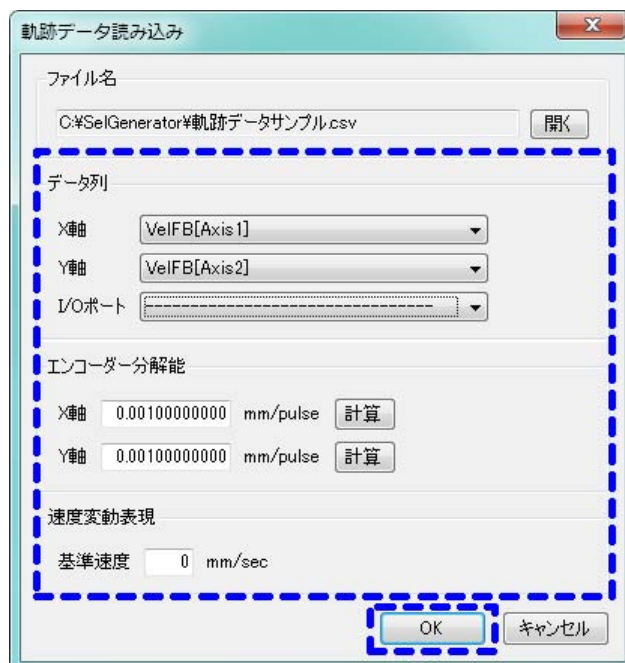 軌跡データ読み込み
ファイル名
C:¥SelGenerator¥軌跡データサンプル.csv 開く
データ列
X軸 VelFB[Axis1]
Y軸 VelFB[Axis2]
I/Oポート --------------------------------
エンコーダー分解能
X軸 0.00100000000 mm/pulse 計算
Y軸 0.00100000000 mm/pulse 計算
速度変動表現
基準速度 0 mm/sec
OK キャンセル